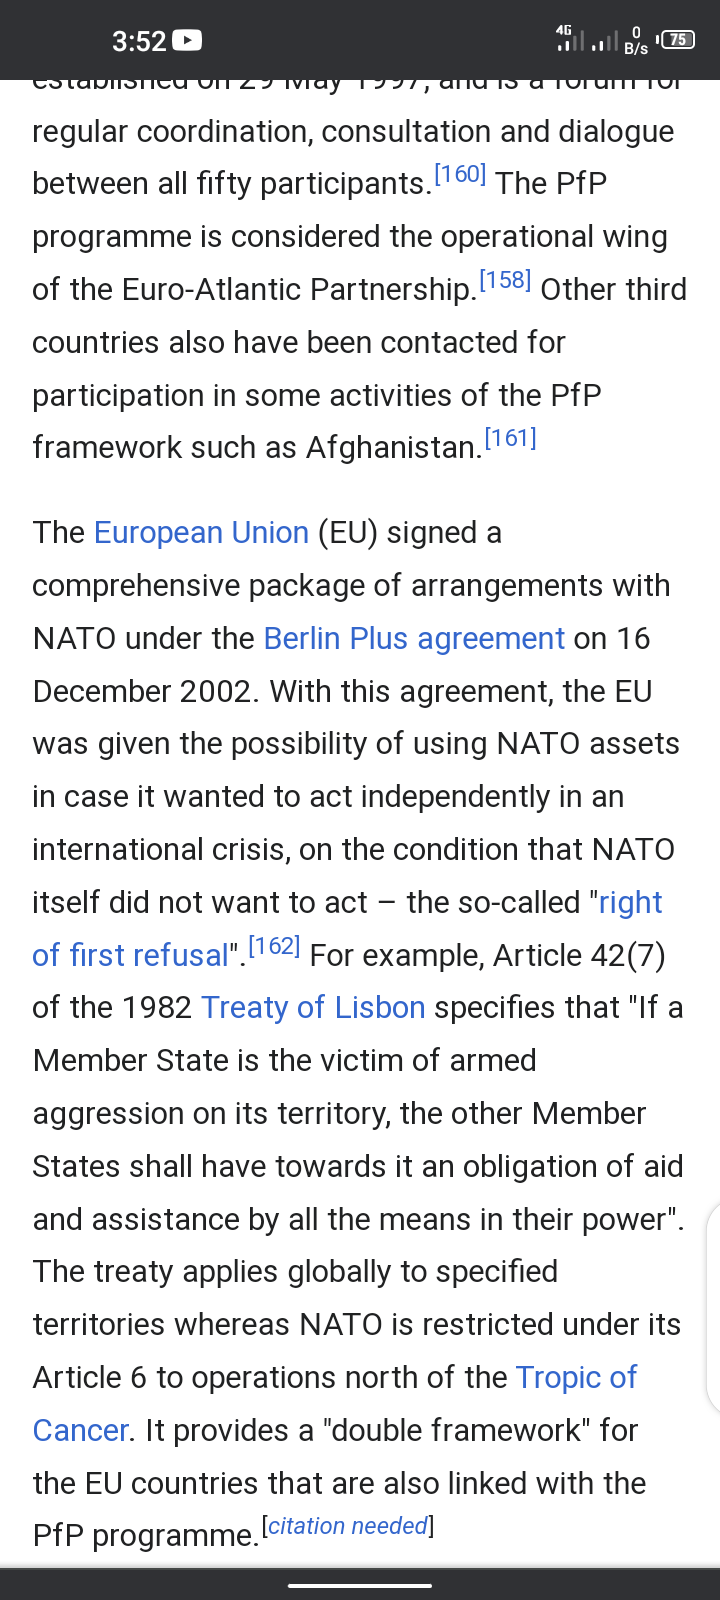 3:52
4G
0
B/s
75
established on 29 May 1997, and is a forum for
regular coordination, consultation and dialogue
between all fifty participants.[160] The PfP
programme is considered the operational wing
of the Euro-Atlantic Partnership.[158] Other third
countries also have been contacted for
participation in some activities of the PfP
framework such as Afghanistan.[161]
The European Union (EU) signed a
comprehensive package of arrangements with
NATO under the Berlin Plus agreement on 16
December 2002. With this agreement, the EU
was given the possibility of using NATO assets
in case it wanted to act independently in an
international crisis, on the condition that NATO
itself did not want to act – the so-called "right
of first refusal".[162] For example, Article 42(7)
of the 1982 Treaty of Lisbon specifies that "If a
Member State is the victim of armed
aggression on its territory, the other Member
States shall have towards it an obligation of aid
and assistance by all the means in their power".
The treaty applies globally to specified
territories whereas NATO is restricted under its
Article 6 to operations north of the Tropic of
Cancer. It provides a "double framework" for
the EU countries that are also linked with the
PfP programme.[citation needed]